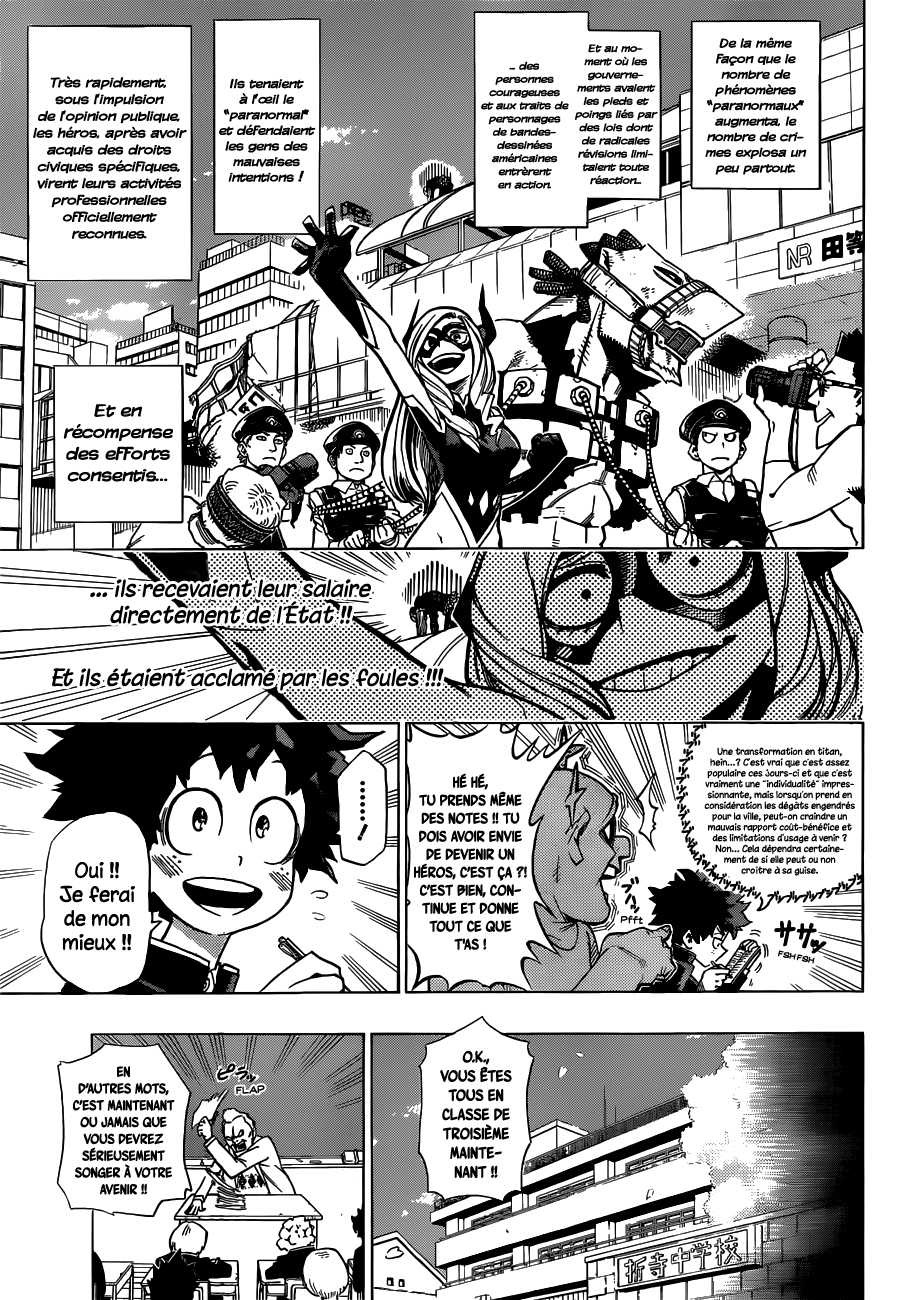 De la même
Façon que le
nombre de
phénomènes
"paranormaux"
augmenta, le
nombre de cri-
mes explosa un
peu partout.
Et au mo-
ment où les
gouverne-
ments avaient
les pieds et
poings liés par
des lois dont
de radicales
révisions limi-
taient toute
réaction...
... des
personnes
courageuses
et aux traits de
personnages
de bandes-
dessinées
américaines
entrèrent
en action.
Ils tenaient
à l'œil le
"paranormal"
et défendaient
les gens des
mauvaises
intentions !
Très rapidement,
sous l'impulsion
de l'opinion publique,
les héros, après avoir
acquis des droits
civiques spécifiques,
virent leurs activités
professionnelles
officiellement
reconnues.
NR 田等
Et en
récompense
des efforts
consentis...
... ils recevaient leur salaire
directement de l'État !!
Et ils étaient acclamé par les foules !!!
Une transformation en titan,
hein...? C'est vrai que c'est assez
populaire ces jours-ci et que c'est
vraiment une "individualité" impres-
sionnante, mais lorsqu'on prend en
considération les dégâts engendrés
pour la ville, peut-on craindre un
mauvais rapport coût-bénéfice et
des limitations d'usage à venir ?
Non... Cela dépendra certaine-
ment de si elle peut ou non
croître à sa guise.
HÉ HÉ,
TU PRENDS MÊME
DES NOTES !! TU
DOIS AVOIR ENVIE
DE DEVENIR UN
HÉROS, C'EST ÇA ?!
C'EST BIEN, CON-
TINUE ET DONNE
TOUT CE QUE
T'AS !
Pfft
ササッ
FSH FSH
........
Oui !!
Je ferai
de mon
mieux !!
O.K.,
VOUS ÊTES
TOUS EN
CLASSE DE
TROISIÈME
MAINTE-
NANT !!
折寺中学校
ピラッ
FLAP
EN
D'AUTRES MOTS,
C'EST MAINTENANT
OU JAMAIS QUE
VOUS DEVREZ
SÉRIEUSEMENT
SONGER À VOTRE
AVENIR !!